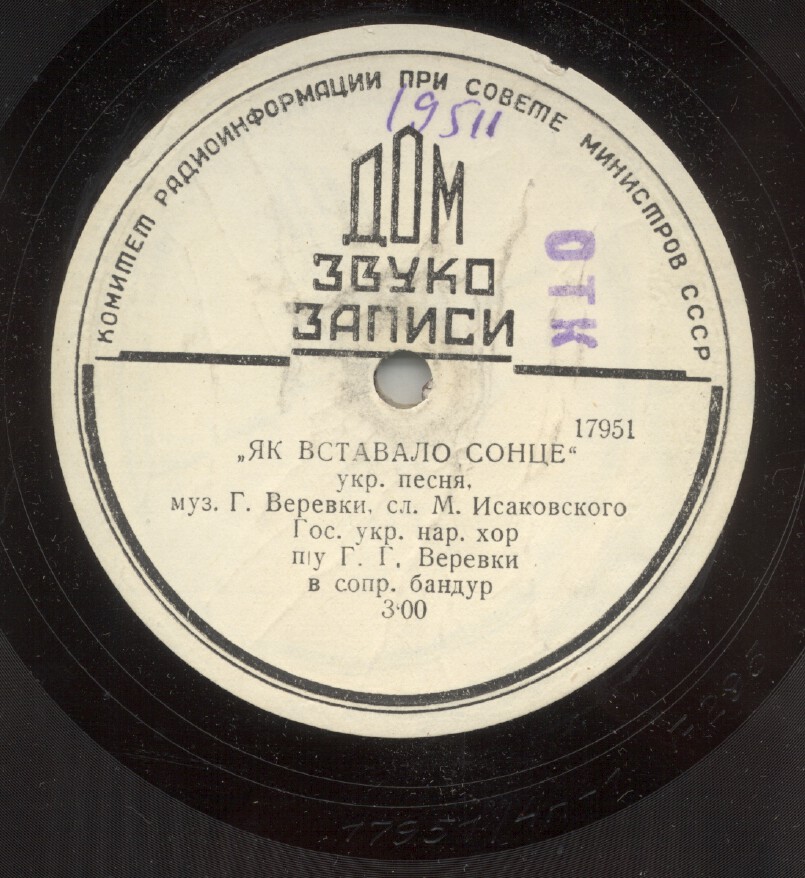 КОМИТЕТ РАДИОИНФОРМАЦИИ ПРИ СОВЕТЕ МИНИСТРОВ СССР
ДОМ
ЗВУКО
ЗАПИСИ
ОТК
17951
„ЯК ВСТАВАЛО СОНЦЕ“
укр. песня,
муз. Г. Веревки, сл. М. Исаковского
Гос. укр. нар. хор
п/у Г. Г. Веревки
в сопр. бандур
3·00